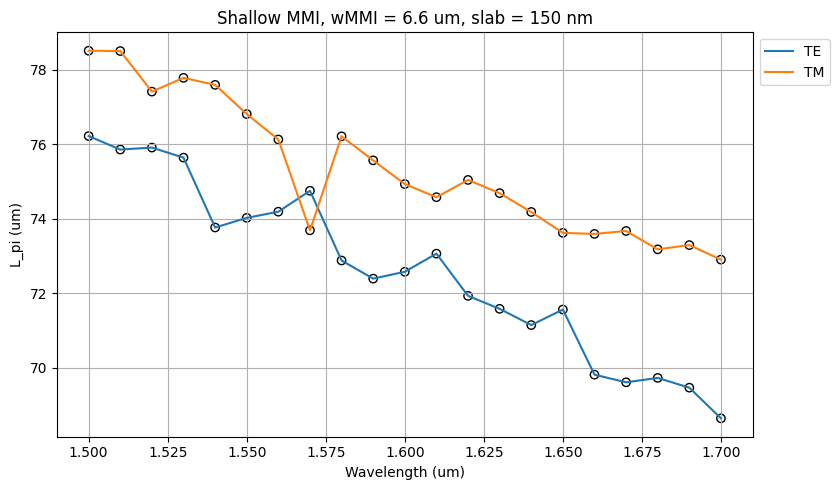 Shallow MMI, wMMI = 6.6 um, slab = 150 nm
TE
TM
78
76
74
72
70
L_pi (um)
1.500 1.525 1.550 1.575 1.600 1.625 1.650 1.675 1.700
Wavelength (um)